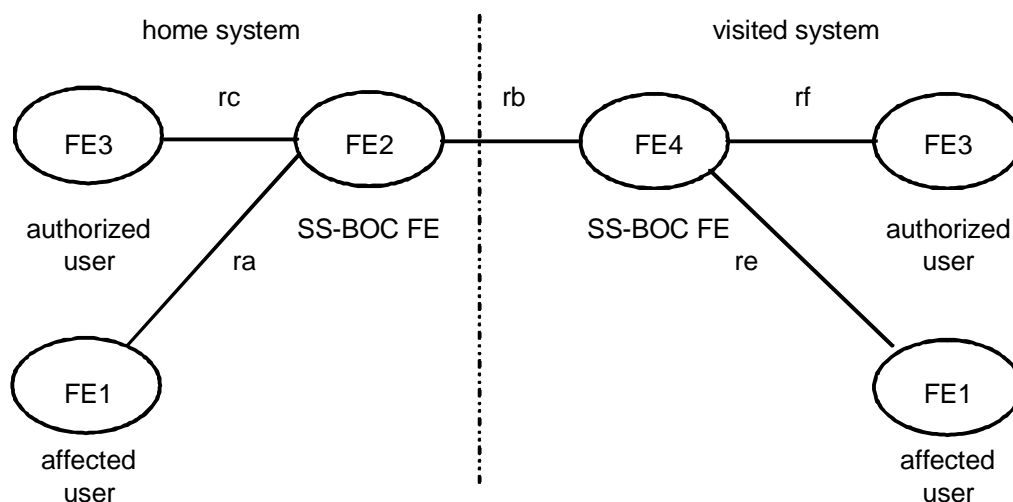 home system
visited system
rc
rb
rf
FE3
FE2
FE4
FE3
authorized
user
SS-BOC FE
SS-BOC FE
authorized
user
ra
re
FE1
FE1
affected
user
affected
user